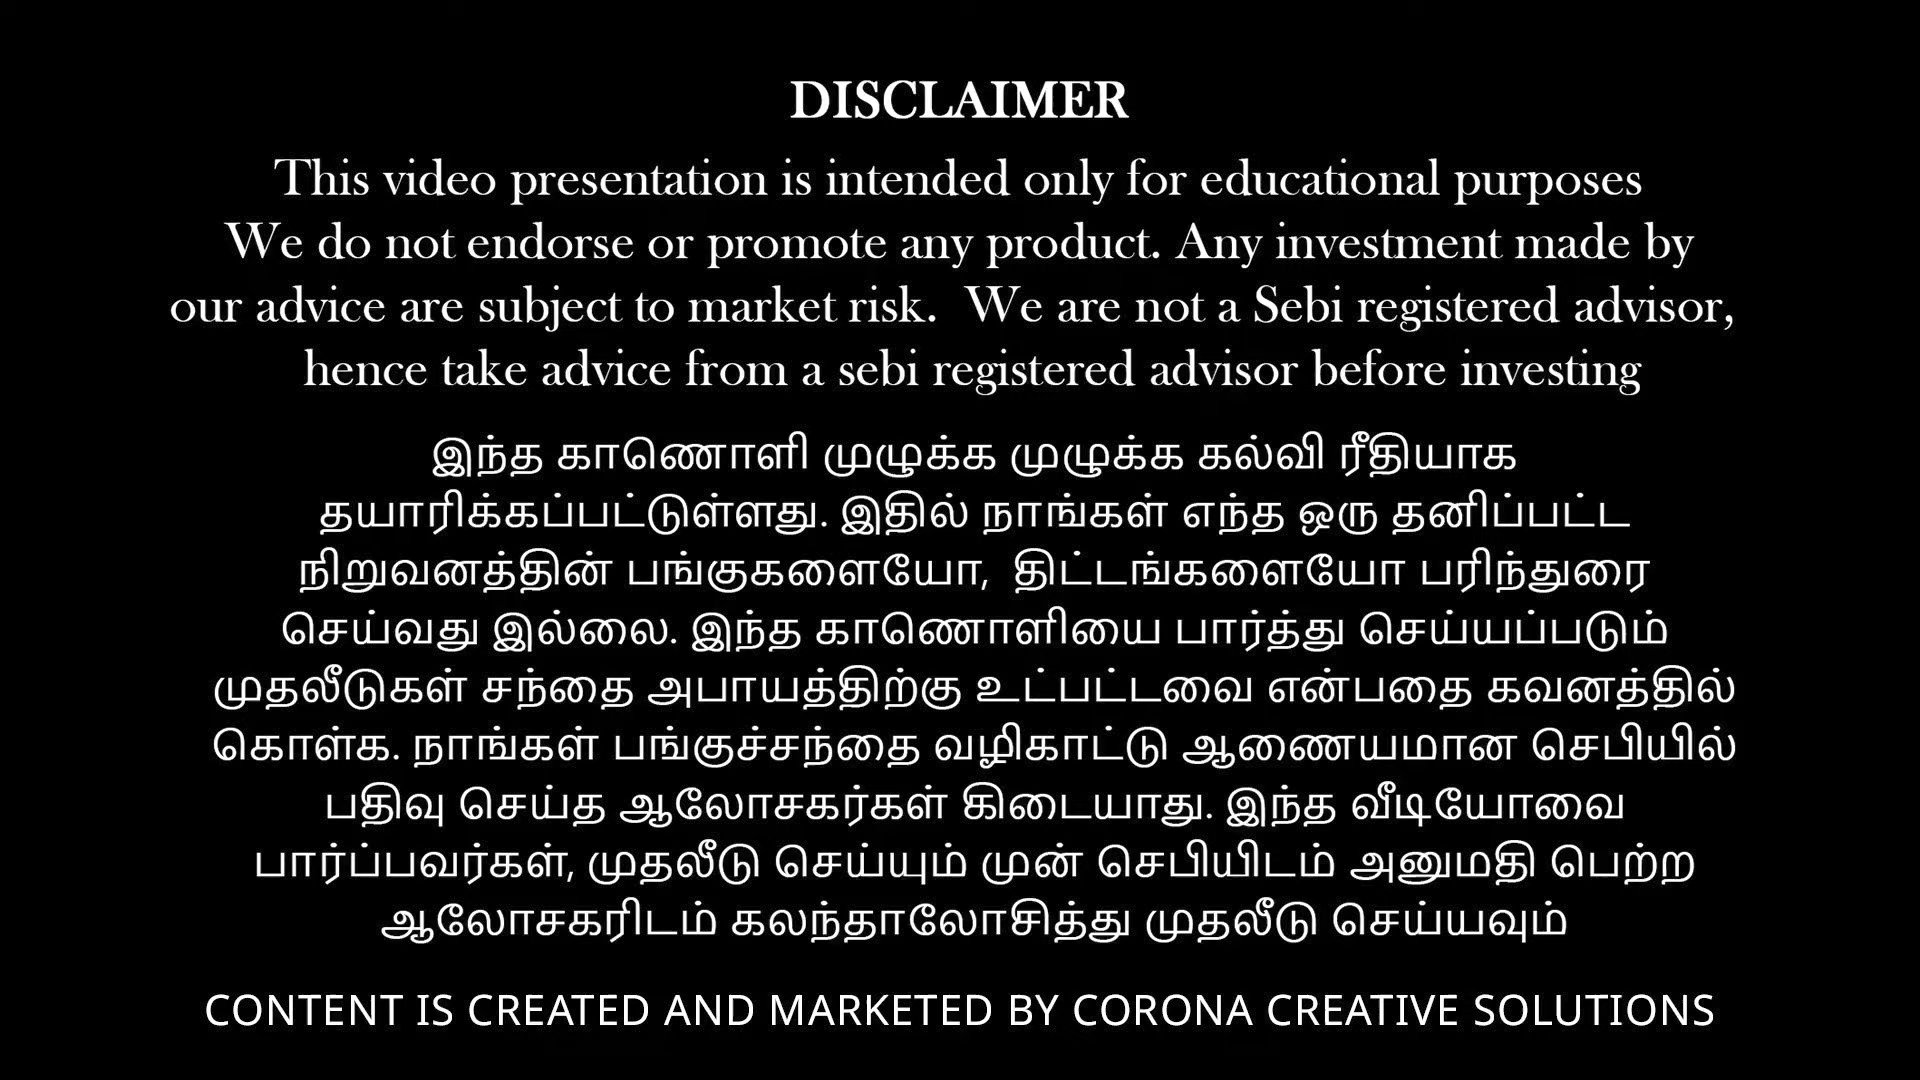 DISCLAIMER
This video presentation is intended only for educational purposes
We do not endorse or promote any product. Any investment made by
our advice are subject to market risk.  We are not a Sebi registered advisor,
hence take advice from a sebi registered advisor before investing
இந்த காணொளி முழுக்க முழுக்க கல்வி ரீதியாக
தயாரிக்கப்பட்டுள்ளது. இதில் நாங்கள் எந்த ஒரு தனிப்பட்ட
நிறுவனத்தின் பங்குகளையோ,  திட்டங்களையோ பரிந்துரை
செய்வது இல்லை. இந்த காணொளியை பார்த்து செய்யப்படும்
முதலீடுகள் சந்தை அபாயத்திற்கு உட்பட்டவை என்பதை கவனத்தில்
கொள்க. நாங்கள் பங்குச்சந்தை வழிகாட்டு ஆணையமான செபியில்
பதிவு செய்த ஆலோசகர்கள் கிடையாது. இந்த வீடியோவை
பார்ப்பவர்கள், முதலீடு செய்யும் முன் செபியிடம் அனுமதி பெற்ற
ஆலோசகரிடம் கலந்தாலோசித்து முதலீடு செய்யவும்
CONTENT IS CREATED AND MARKETED BY CORONA CREATIVE SOLUTIONS